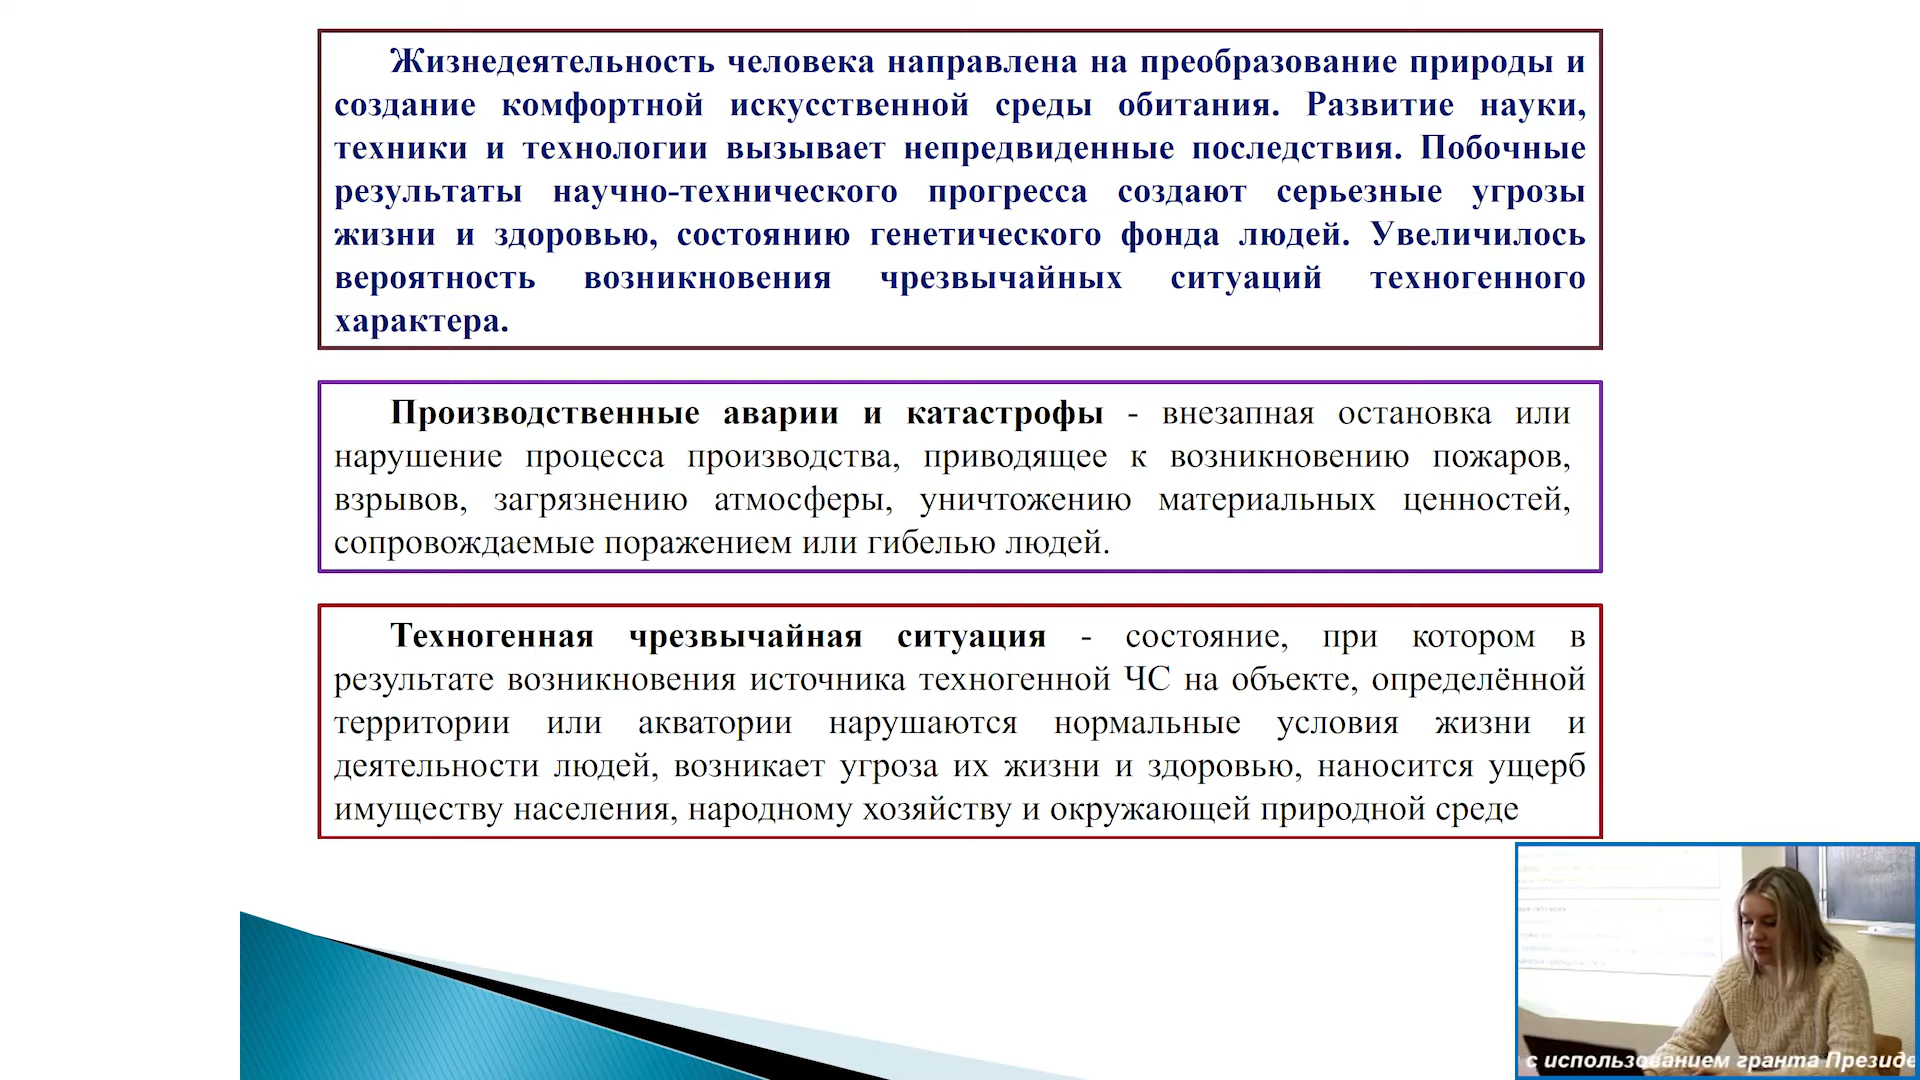 Жизнедеятельность человека направлена на преобразование природы и
создание комфортной искусственной среды обитания. Развитие науки,
техники и технологии вызывает непредвиденные последствия. Побочные
результаты научно-технического прогресса создают серьезные угрозы
жизни и здоровью, состоянию генетического фонда людей. Увеличилось
вероятность возникновения чрезвычайных ситуаций техногенного
характера.
Производственные аварии и катастрофы - внезапная остановка или
нарушение процесса производства, приводящее к возникновению пожаров,
взрывов, загрязнению атмосферы, уничтожению материальных ценностей,
сопровождаемые поражением или гибелью людей.
Техногенная чрезвычайная ситуация - состояние, при котором в
результате возникновения источника техногенной ЧС на объекте, определённой
территории или акватории нарушаются нормальные условия жизни и
деятельности людей, возникает угроза их жизни и здоровью, наносится ущерб
имуществу населения, народному хозяйству и окружающей природной среде
с использованием гранта Президе